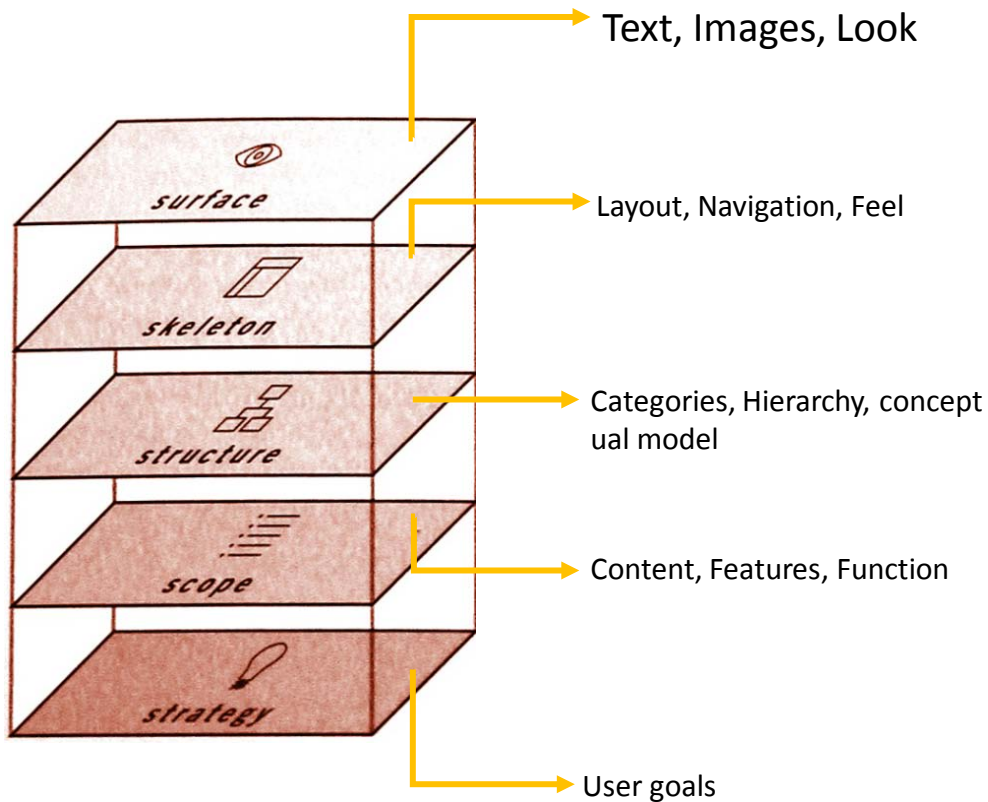 Text, Images, Look
surface
Layout, Navigation, Feel
skeleton
Categories, Hierarchy, concept
ual model
structure
Content, Features, Function
scope
strategy
User goals